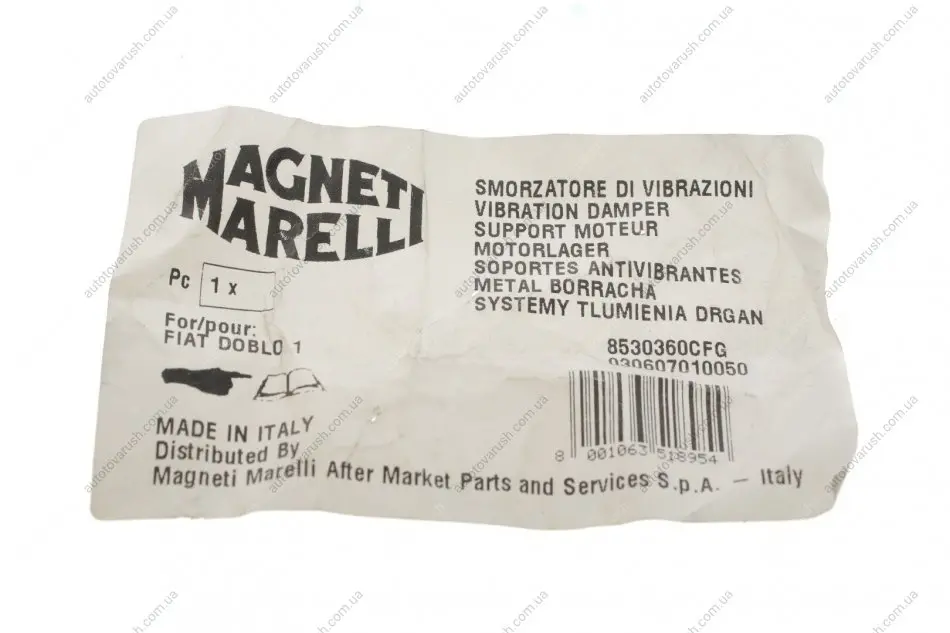 MAGNETI
MARELLI
Pc 1 x
For/pour:
FIAT DOBLO 1
MADE IN ITALY
Distributed By
Magneti Marelli After Market Parts and Services S.p.A. – Italy
SMORZATORE DI VIBRAZIONI
VIBRATION DAMPER
SUPPORT MOTEUR
MOTORLAGER
SOPORTES ANTIVIBRANTES
METAL BORRACHA
SYSTEMY TLUMIENIA DRGAN
8530360CFG
030607010050
8 001063 518954
autotovarush.com.ua